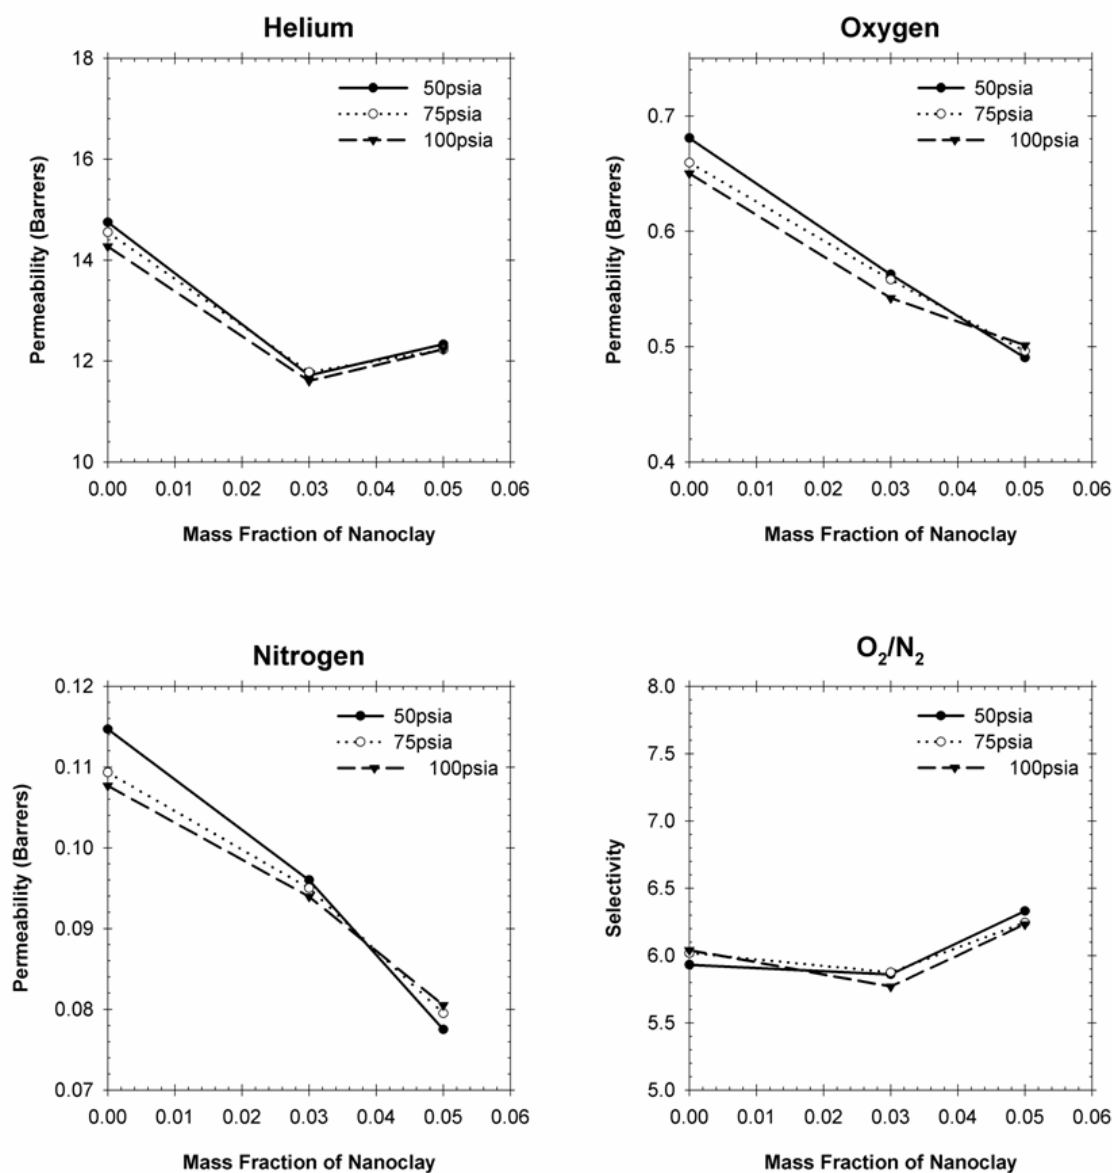 Helium
18
16
14
12
10
Permeability (Barrers)
50psia
75psia
100psia
0.00 0.01 0.02 0.03 0.04 0.05 0.06
Mass Fraction of Nanoclay
Oxygen
0.7
0.6
0.5
0.4
Permeability (Barrers)
50psia
75psia
100psia
0.00 0.01 0.02 0.03 0.04 0.05 0.06
Mass Fraction of Nanoclay
Nitrogen
0.12
0.11
0.10
0.09
0.08
0.07
Permeability (Barrers)
50psia
75psia
100psia
0.00 0.01 0.02 0.03 0.04 0.05 0.06
Mass Fraction of Nanoclay
O₂/N₂
8.0
7.5
7.0
6.5
6.0
5.5
5.0
Selectivity
50psia
75psia
100psia
0.00 0.01 0.02 0.03 0.04 0.05 0.06
Mass Fraction of Nanoclay